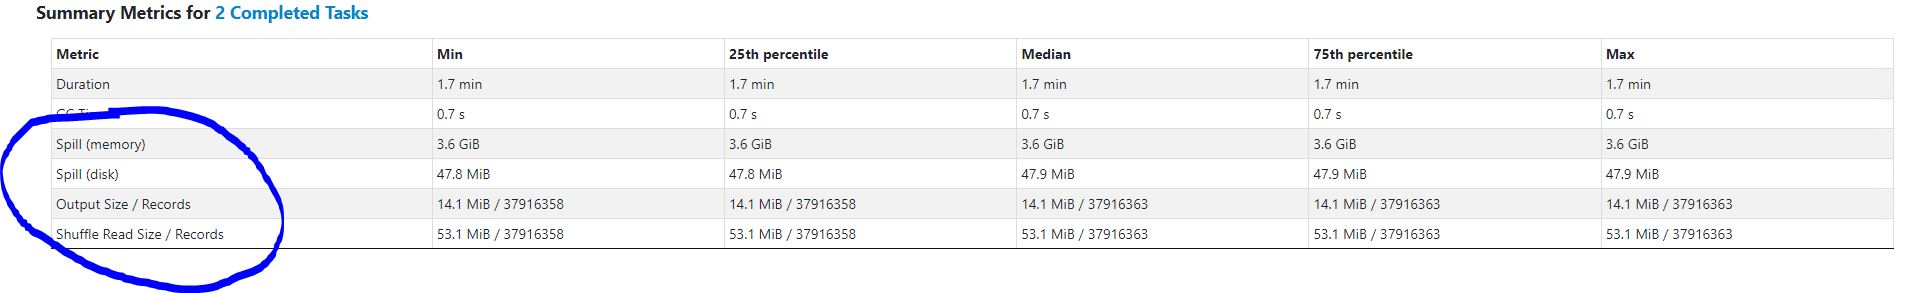 Summary Metrics for 2 Completed Tasks
Metric Min 25th percentile Median 75th percentile Max
Duration 1.7 min 1.7 min 1.7 min 1.7 min 1.7 min
0.7 s 0.7 s 0.7 s 0.7 s 0.7 s
Spill (memory) 3.6 GiB 3.6 GiB 3.6 GiB 3.6 GiB 3.6 GiB
Spill (disk) 47.8 MiB 47.8 MiB 47.9 MiB 47.9 MiB 47.9 MiB
Output Size / Records 14.1 MiB / 37916358 14.1 MiB / 37916358 14.1 MiB / 37916363 14.1 MiB / 37916363 14.1 MiB / 37916363
Shuffle Read Size / Records 53.1 MiB / 37916358 53.1 MiB / 37916358 53.1 MiB / 37916363 53.1 MiB / 37916363 53.1 MiB / 37916363